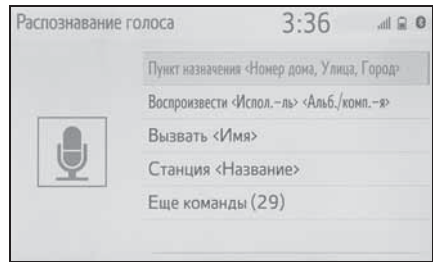 Распознавание голоса 3:36
Пункт назначения <Номер дома, Улица, Город>
Воспроизвести <Испол.-ль> <Альб./комп.-я>
Вызвать <Имя>
Станция <Название>
Еще команды (29)